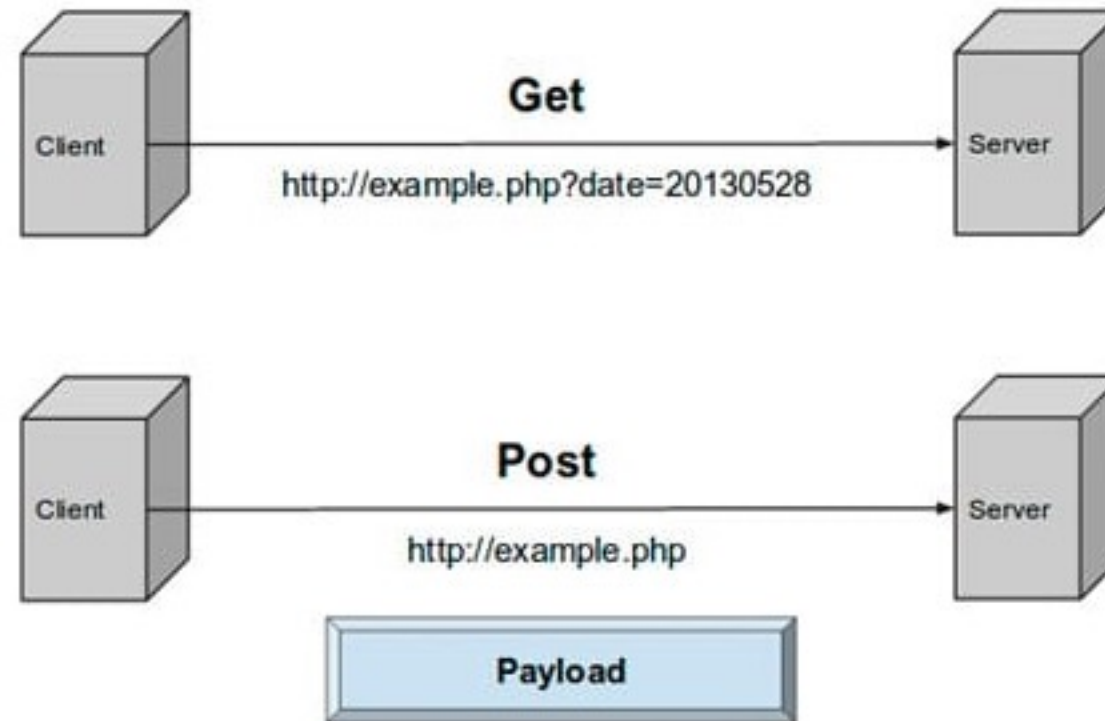 Get
Client
Server
http://example.php?date=20130528
Post
Client
Server
http://example.php
Payload